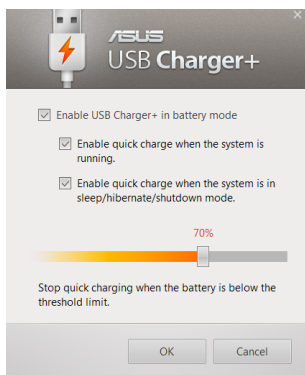 ASUS
USB Charger+
Enable USB Charger+ in battery mode
Enable quick charge when the system is
running.
Enable quick charge when the system is in
sleep/hibernate/shutdown mode.
70%
Stop quick charging when the battery is below the
threshold limit.
OK
Cancel